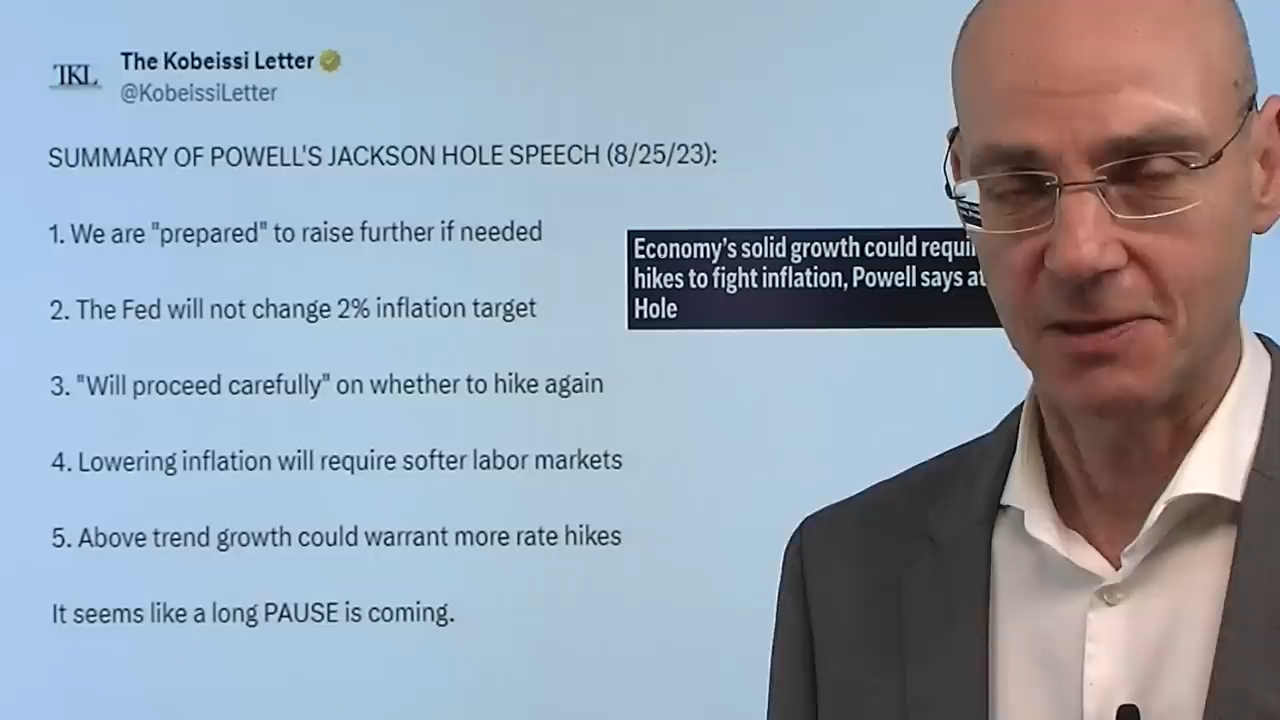 TKL
The Kobeissi Letter
@KobeissiLetter
SUMMARY OF POWELL'S JACKSON HOLE SPEECH (8/25/23):
1. We are "prepared" to raise further if needed
2. The Fed will not change 2% inflation target
3. "Will proceed carefully" on whether to hike again
4. Lowering inflation will require softer labor markets
5. Above trend growth could warrant more rate hikes
It seems like a long PAUSE is coming.
Economy's solid growth could
hikes to fight inflation, Powell says
Hole